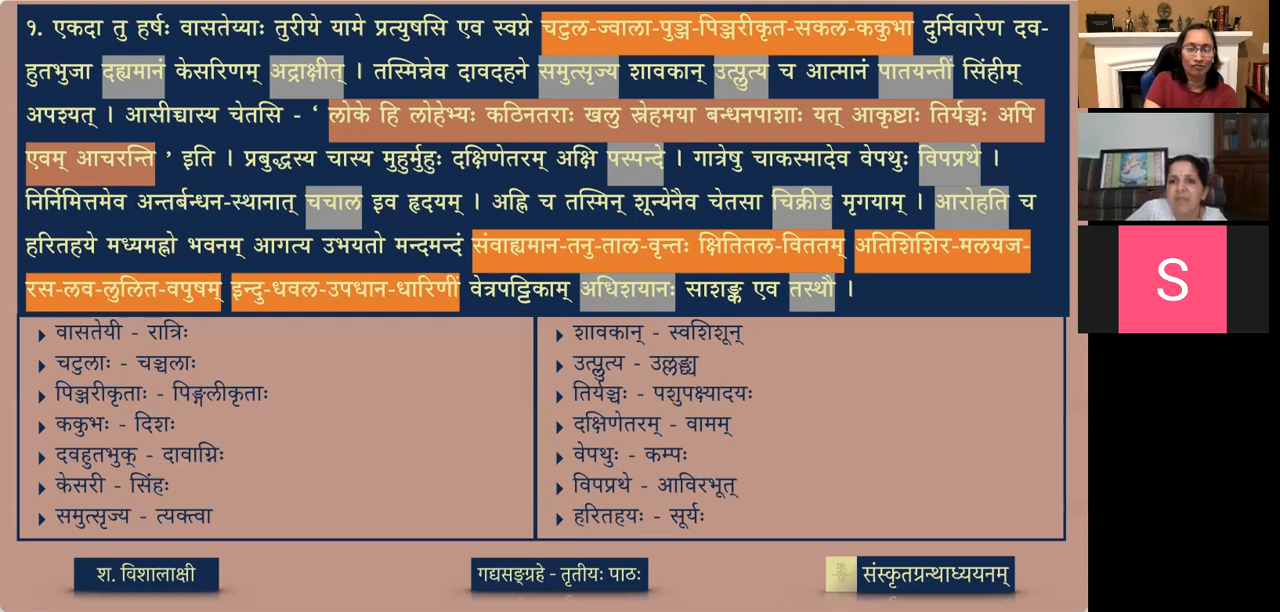 १. एकदा तु हर्षः वासतेय्याः तुरीये यामे प्रत्युषसि एव स्वप्ने चटुल-ज्वाला-पुञ्ज-पिञ्जरीकृत-सकल-ककुभा दुर्निवारेण दव-
हुतभुजा दह्यमानं केसरिणम् अद्राक्षीत् । तस्मिन्नेव दावदहने समुत्सृज्य शावकान् उत्प्लुत्य च आत्मानं पातयन्तीं सिंहीम्
अपश्यत् । आसीच्चास्य चेतसि - ‘ लोके हि लोहेभ्यः कठिनतराः खलु स्नेहमया बन्धनपाशाः यत् आकृष्टाः तिर्यञ्चः अपि
एवम् आचरन्ति ’ इति । प्रबुद्धस्य चास्य मुहुर्मुहुः दक्षिणेतरम् अक्षि पस्पन्दे । गात्रेषु चाकस्मादेव वेपथुः विपप्रथे ।
निर्निमित्तमेव अन्तर्बन्धन-स्थानात् चचाल इव हृदयम् । अह्नि च तस्मिन् शून्येनैव चेतसा चिक्रीड मृगयाम् । आरोहति च
हरितहये मध्यमह्नो भवनम् आगत्य उभयतो मन्दमन्दं संवाह्यमान-तनु-ताल-वृन्तः क्षितितल-विततम् अतिशिशिर-मलयज-
रस-लव-लुलित-वपुषम् इन्दु-धवल-उपधान-धारिणीं वेत्रपट्टिकाम् अधिशयानः साशङ्क एव तस्थौ ।
वासतेयी - रात्रिः
चटुलाः - चञ्चलाः
पिञ्जरीकृताः - पिङ्गलीकृताः
ककुभः - दिशः
दवहुतभुक् - दावाग्निः
केसरी - सिंहः
समुत्सृज्य - त्यक्त्वा
शावकान् - स्वशिशून्
उत्प्लुत्य - उल्लङ्घ्य
तिर्यञ्चः - पशुपक्ष्यादयः
दक्षिणेतरम् - वामम्
वेपथुः - कम्पः
विपप्रथे - आविरभूत्
हरितहयः - सूर्यः
श. विशालाक्षी
गद्यसङ्ग्रहे - तृतीयः पाठः
संस्कृतग्रन्थाध्ययनम्
S